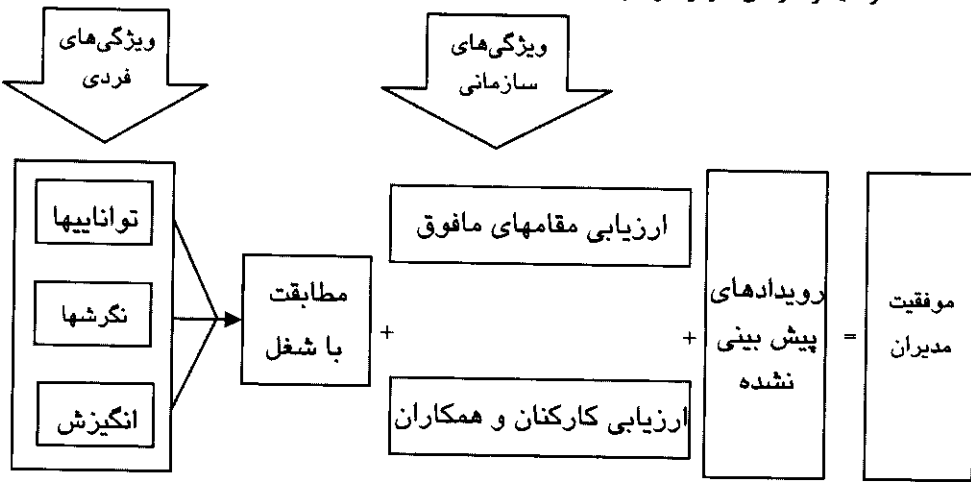 ویژگی‌های
فردی
ویژگی‌های
سازمانی
تواناییها
نگرشها
انگیزش
مطابقت
با شغل
+
ارزیابی مقامهای مافوق
ارزیابی کارکنان و همکاران
+
رویدادهای
پیش بینی
نشده
=
موفقیت
مدیران